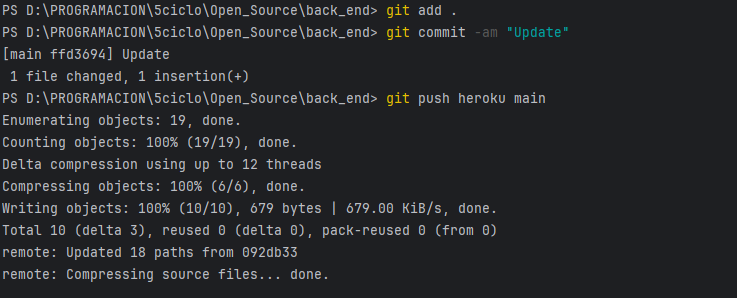 PS D:\PROGRAMACION\5ciclo\Open_Source\back_end> git add .
PS D:\PROGRAMACION\5ciclo\Open_Source\back_end> git commit -am "Update"
[main ffd3694] Update
 1 file changed, 1 insertion(+)
PS D:\PROGRAMACION\5ciclo\Open_Source\back_end> git push heroku main
Enumerating objects: 19, done.
Counting objects: 100% (19/19), done.
Delta compression using up to 12 threads
Compressing objects: 100% (6/6), done.
Writing objects: 100% (10/10), 679 bytes | 679.00 KiB/s, done.
Total 10 (delta 3), reused 0 (delta 0), pack-reused 0 (from 0)
remote: Updated 18 paths from 092db33
remote: Compressing source files... done.